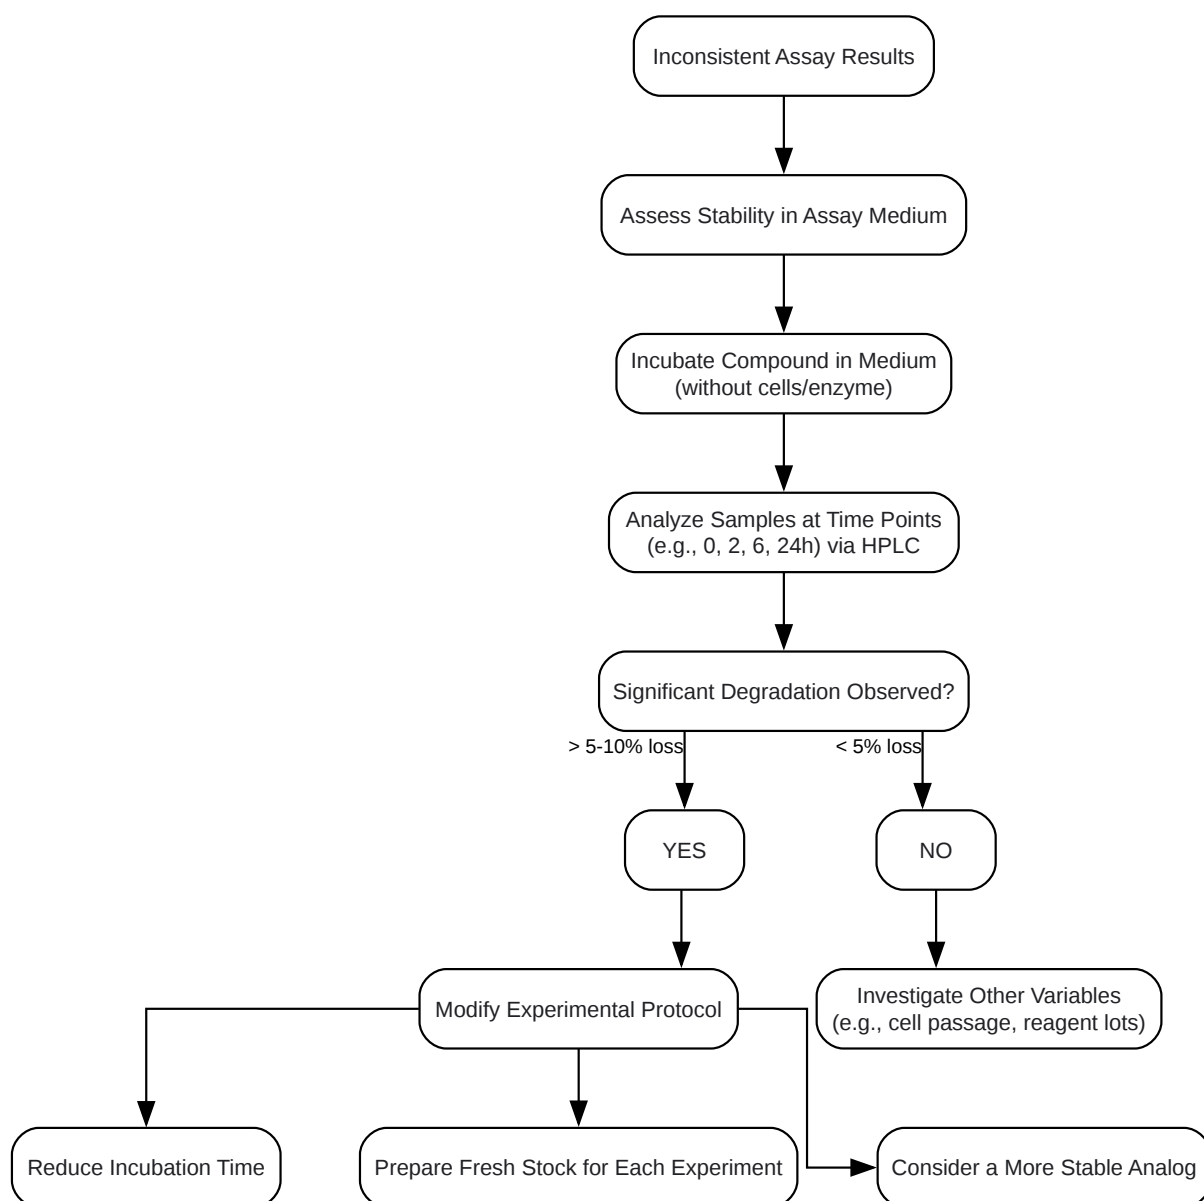 Inconsistent Assay Results
Assess Stability in Assay Medium
Incubate Compound in Medium
(without cells/enzyme)
Analyze Samples at Time Points
(e.g., 0, 2, 6, 24h) via HPLC
Significant Degradation Observed?
> 5-10% loss
< 5% loss
YES
NO
Modify Experimental Protocol
Investigate Other Variables
(e.g., cell passage, reagent lots)
Reduce Incubation Time
Prepare Fresh Stock for Each Experiment
Consider a More Stable Analog